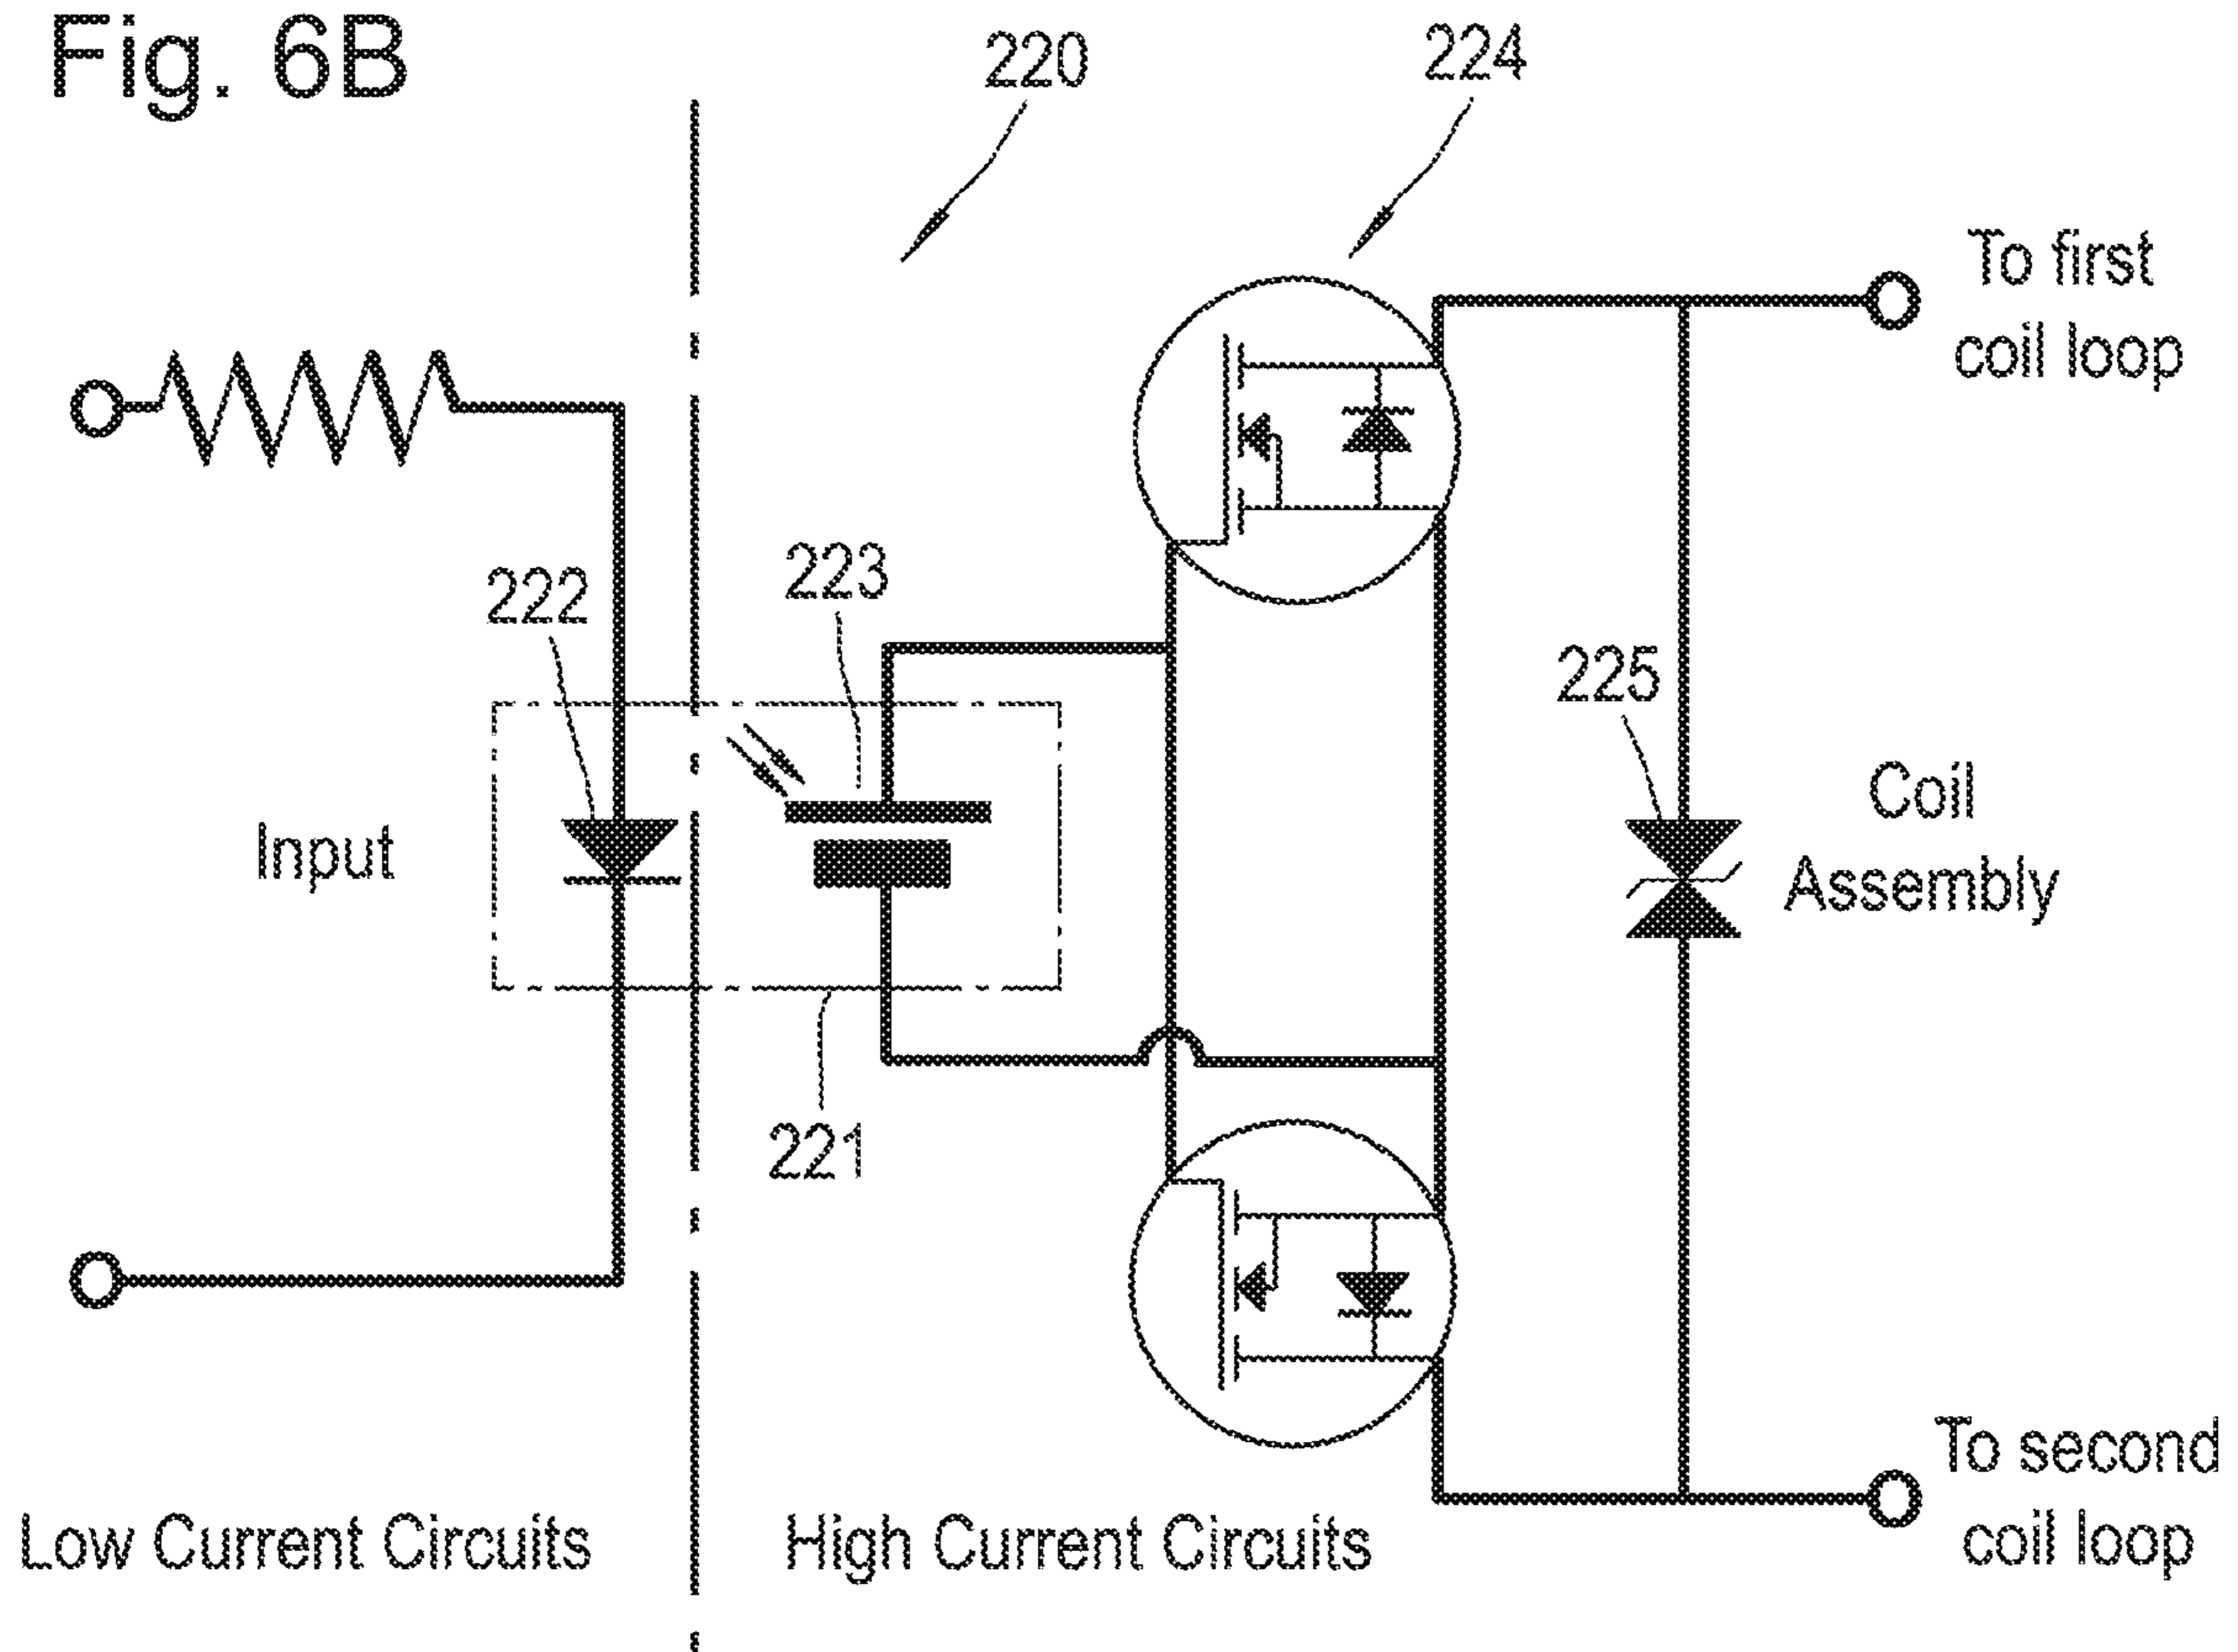 Fig. 6B
220
224
To first
coil loop
222
223
225
Input
Coil
Assembly
221
To second
coil loop
Low Current Circuits
High Current Circuits